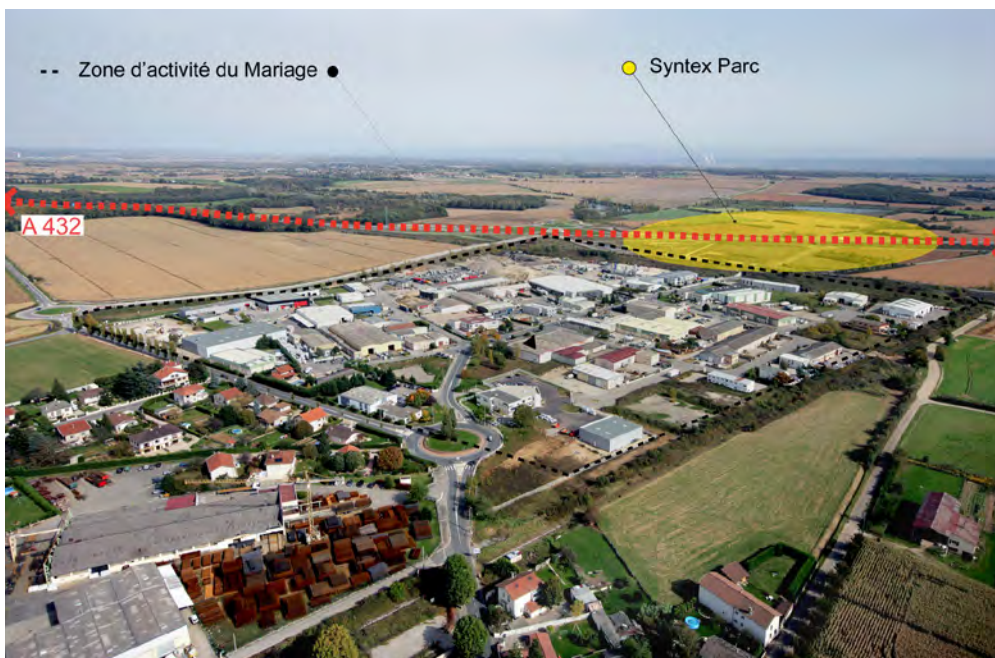 -- Zone d'activité du Mariage
Syntex Parc
A 432